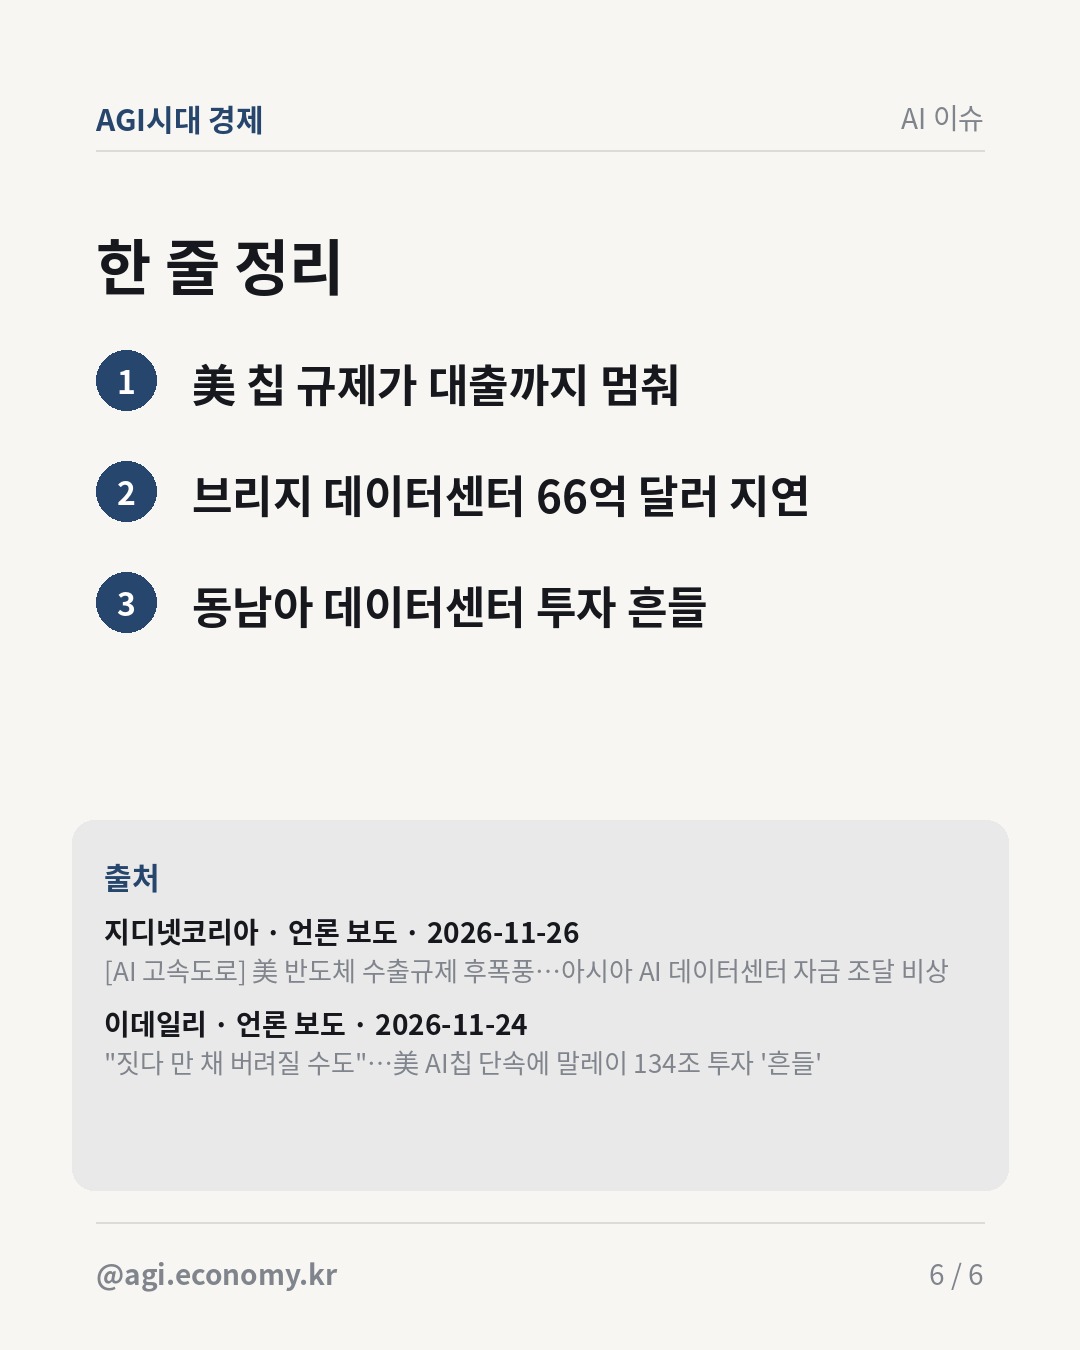 AGI시대 경제
AI 이슈
한 줄 정리
1 美 칩 규제가 대출까지 멈춰
2 브리지 데이터센터 66억 달러 지연
3 동남아 데이터센터 투자 흔들
출처
지디넷코리아 · 언론 보도 · 2026-11-26
[AI 고속도로] 美 반도체 수출규제 후폭풍…아시아 AI 데이터센터 자금 조달 비상
이데일리 · 언론 보도 · 2026-11-24
"짓다 만 채 버려질 수도"…美 AI칩 단속에 말레이 134조 투자 '흔들'
@agi.economy.kr
6 / 6